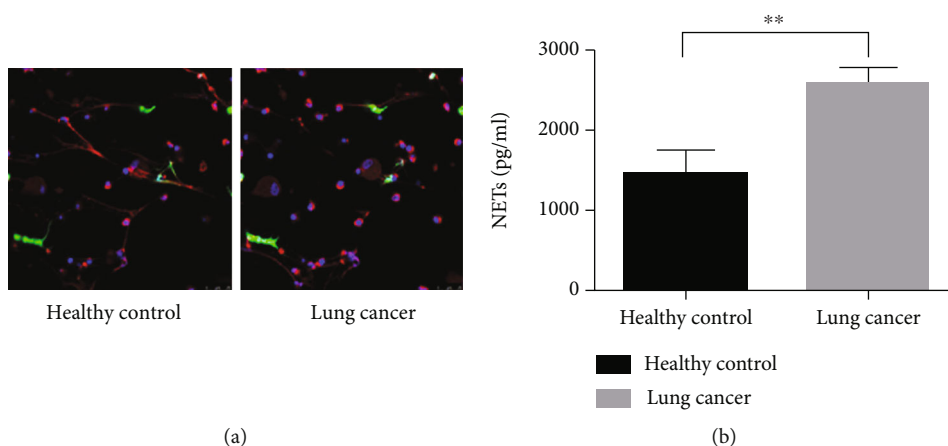 Healthy control
Lung cancer
(a)
**
3000
2000
1000
0
NETs (pg/ml)
Healthy control
Lung cancer
Healthy control
Lung cancer
(b)